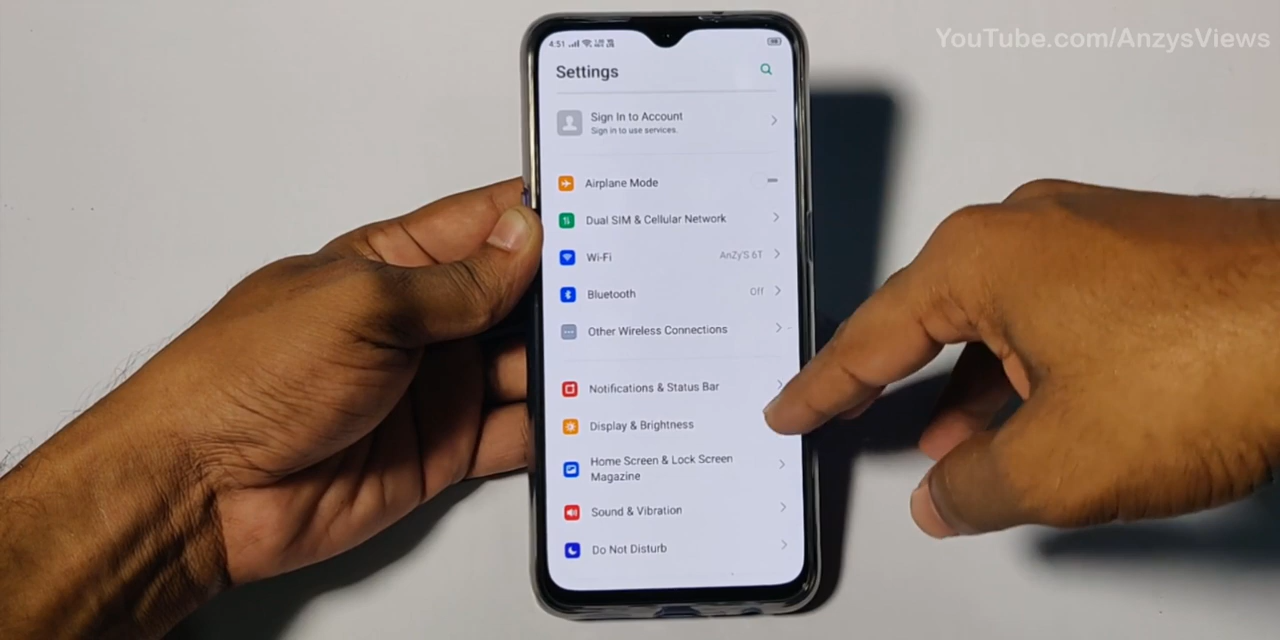 YouTube.com/AnzysViews
4:51
Settings
Sign In to Account
Sign in to use services.
Airplane Mode
Dual SIM & Cellular Network
Wi-Fi AnZy'S 6T
Bluetooth Off
Other Wireless Connections
Notifications & Status Bar
Display & Brightness
Home Screen & Lock Screen
Magazine
Sound & Vibration
Do Not Disturb